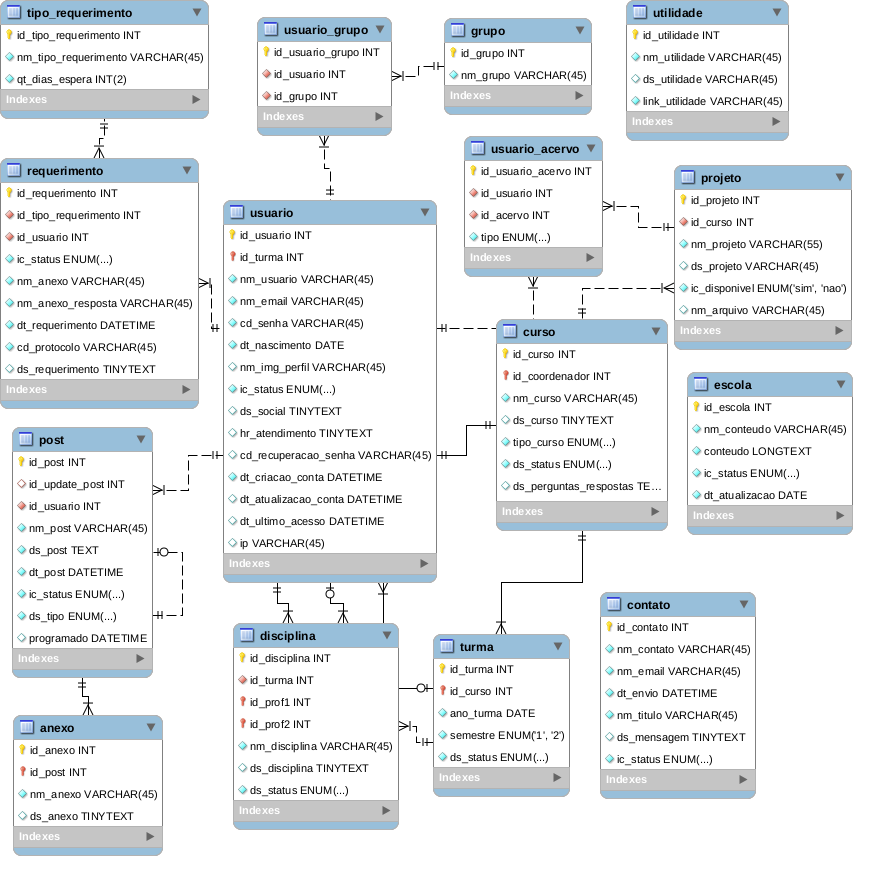 tipo_requerimento
id_tipo_requerimento INT
nm_tipo_requerimento VARCHAR(45)
qt_dias_espera INT(2)
Indexes
usuario_grupo
id_usuario_grupo INT
id_usuario INT
id_grupo INT
Indexes
grupo
id_grupo INT
nm_grupo VARCHAR(45)
Indexes
utilidade
id_utilidade INT
nm_utilidade VARCHAR(45)
ds_utilidade VARCHAR(45)
link_utilidade VARCHAR(45)
Indexes
requerimento
id_requerimento INT
id_tipo_requerimento INT
id_usuario INT
ic_status ENUM(...)
nm_anexo VARCHAR(45)
nm_anexo_resposta VARCHAR(45)
dt_requerimento DATETIME
cd_protocolo VARCHAR(45)
ds_requerimento TINYTEXT
Indexes
usuario
id_usuario INT
id_turma INT
nm_usuario VARCHAR(45)
nm_email VARCHAR(45)
cd_senha VARCHAR(45)
dt_nascimento DATE
nm_img_perfil VARCHAR(45)
ic_status ENUM(...)
ds_social TINYTEXT
hr_atendimento TINYTEXT
cd_recuperacao_senha VARCHAR(45)
dt_criacao_conta DATETIME
dt_atualizacao_conta DATETIME
dt_ultimo_acesso DATETIME
ip VARCHAR(45)
Indexes
usuario_acervo
id_usuario_acervo INT
id_usuario INT
id_acervo INT
tipo ENUM(...)
Indexes
projeto
id_projeto INT
id_curso INT
nm_projeto VARCHAR(55)
ds_projeto VARCHAR(45)
ic_disponivel ENUM('sim', 'nao')
nm_arquivo VARCHAR(45)
Indexes
curso
id_curso INT
id_coordenador INT
nm_curso VARCHAR(45)
ds_curso TINYTEXT
tipo_curso ENUM(...)
ds_status ENUM(...)
ds_perguntas_respostas TE...
Indexes
escola
id_escola INT
nm_conteudo VARCHAR(45)
conteudo LONGTEXT
ic_status ENUM(...)
dt_atualizacao DATE
Indexes
post
id_post INT
id_update_post INT
id_usuario INT
nm_post VARCHAR(45)
ds_post TEXT
dt_post DATETIME
ic_status ENUM(...)
ds_tipo ENUM(...)
programado DATETIME
Indexes
anexo
id_anexo INT
id_post INT
nm_anexo VARCHAR(45)
ds_anexo TINYTEXT
Indexes
disciplina
id_disciplina INT
id_turma INT
id_prof1 INT
id_prof2 INT
nm_disciplina VARCHAR(45)
ds_disciplina TINYTEXT
ds_status ENUM(...)
Indexes
turma
id_turma INT
id_curso INT
ano_turma DATE
semestre ENUM('1', '2')
ds_status ENUM(...)
Indexes
contato
id_contato INT
nm_contato VARCHAR(45)
nm_email VARCHAR(45)
dt_envio DATETIME
nm_titulo VARCHAR(45)
ds_mensagem TINYTEXT
ic_status ENUM(...)
Indexes